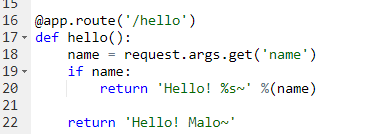 15
16 @app.route('/hello')
17 def hello():
18     name = request.args.get('name')
19     if name:
20         return 'Hello! %s~' %(name)
21
22     return 'Hello! Malo~'